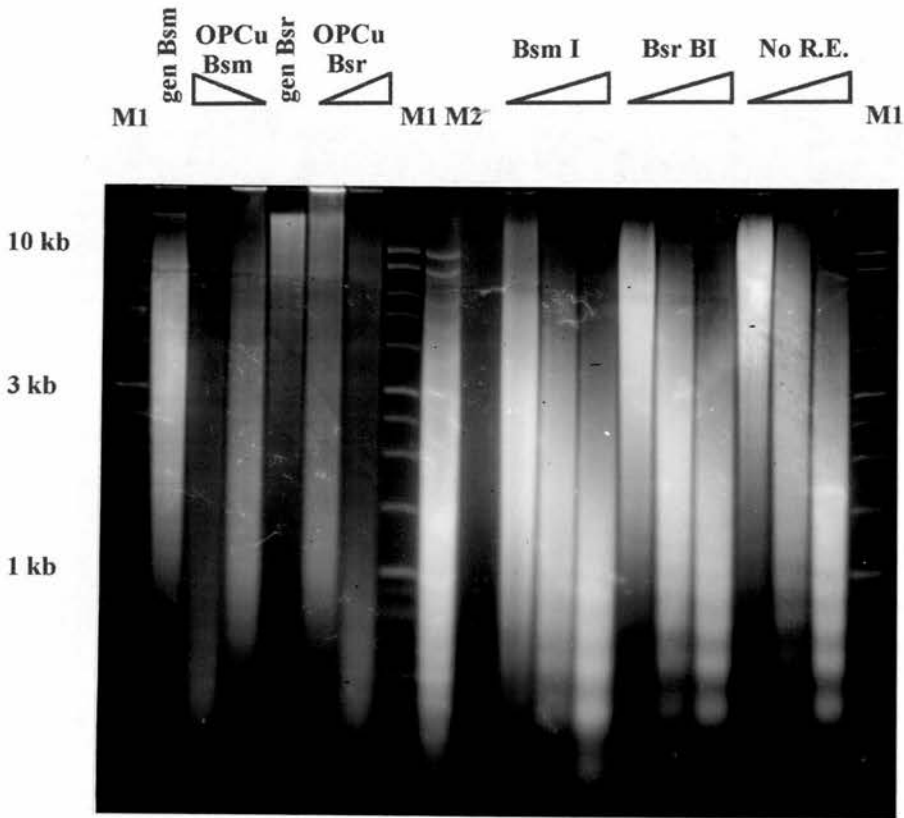 gen Bsm
OPCu
Bsm
gen Bsr
OPCu
Bsr
Bsm I
Bsr BI
No R.E.
M1
M1 M2
M1
10 kb
3 kb
1 kb